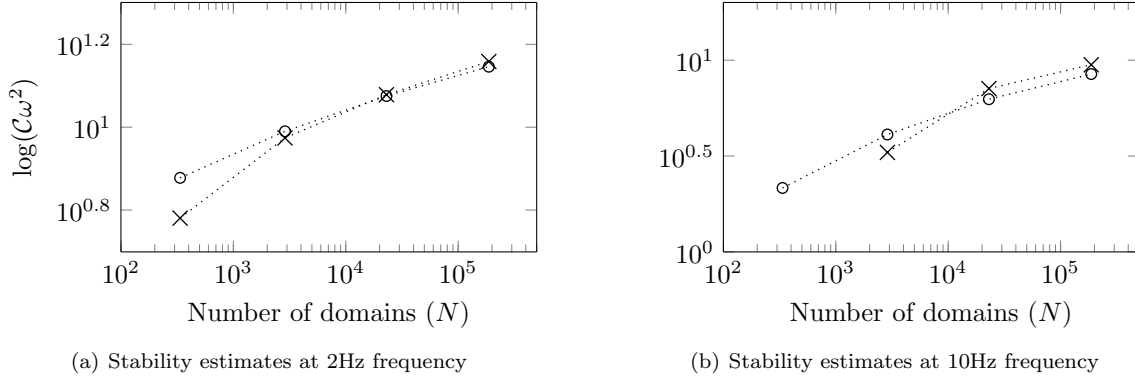 10^{1.2}
10^1
10^{0.8}
log(𝒞ω²)
10^2 10^3 10^4 10^5
Number of domains (N)
(a) Stability estimates at 2Hz frequency
10^1
10^{0.5}
10^0
10^2 10^3 10^4 10^5
Number of domains (N)
(b) Stability estimates at 10Hz frequency